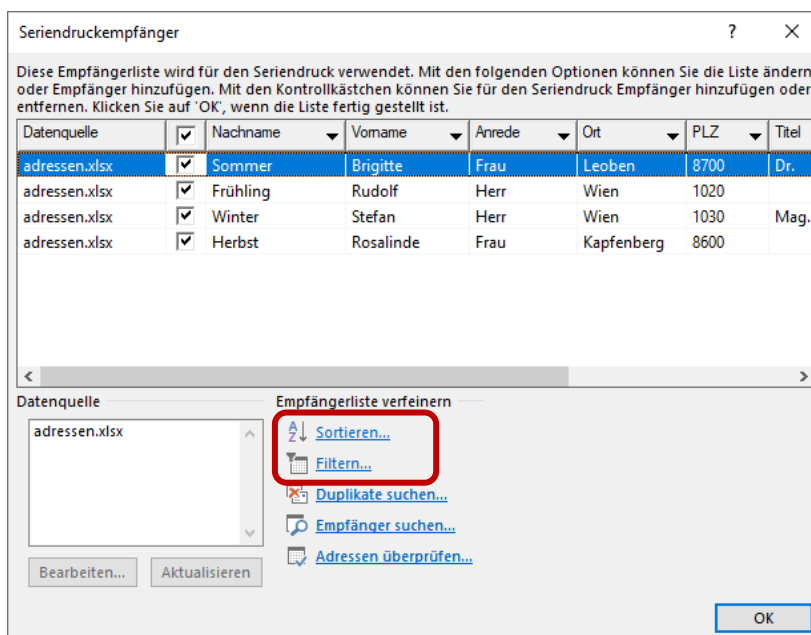 Seriendruckempfänger
Diese Empfängerliste wird für den Seriendruck verwendet. Mit den folgenden Optionen können Sie die Liste ändern
oder Empfänger hinzufügen. Mit den Kontrollkästchen können Sie für den Seriendruck Empfänger hinzufügen oder
entfernen. Klicken Sie auf 'OK', wenn die Liste fertig gestellt ist.
Datenquelle Nachname Vorname Anrede Ort PLZ Titel
adressen.xlsx Sommer Brigitte Frau Leoben 8700 Dr.
adressen.xlsx Frühling Rudolf Herr Wien 1020
adressen.xlsx Winter Stefan Herr Wien 1030 Mag.
adressen.xlsx Herbst Rosalinde Frau Kapfenberg 8600
Datenquelle
adressen.xlsx
Bearbeiten... Aktualisieren
Empfängerliste verfeinern
Sortieren...
Filtern...
Duplikate suchen...
Empfänger suchen...
Adressen überprüfen...
OK